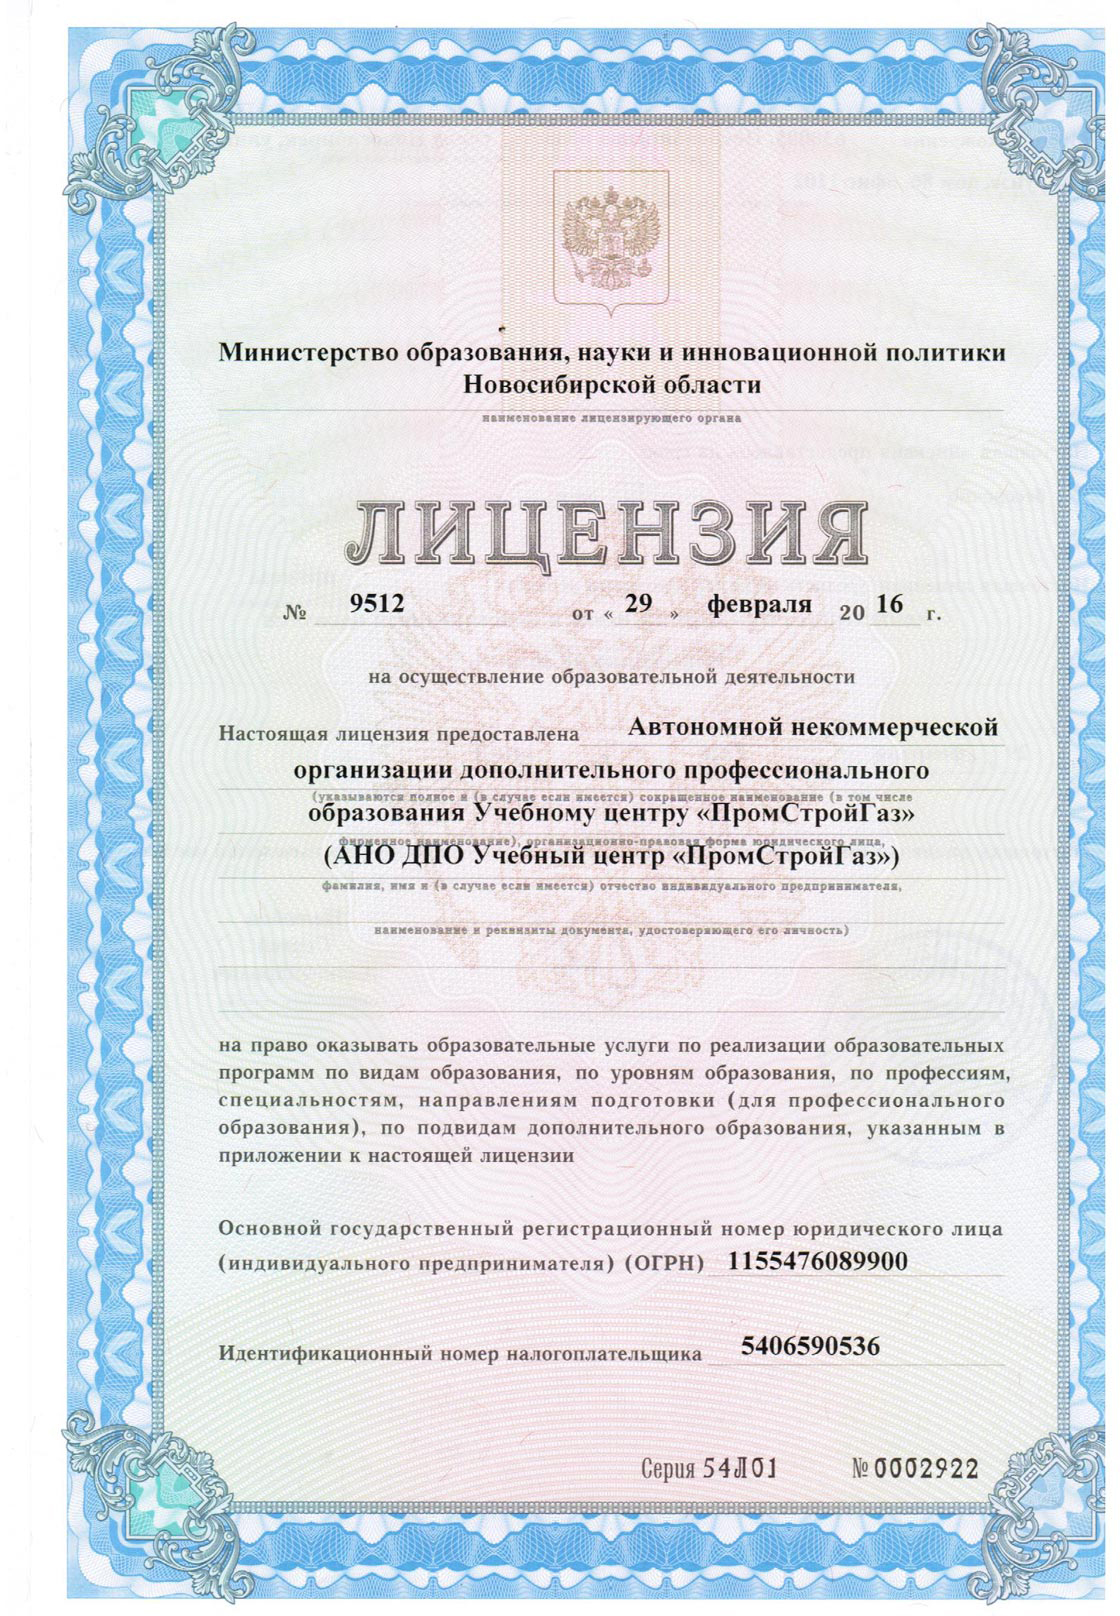 Министерство образования, науки и инновационной политики
Новосибирской области
наименование лицензирующего органа
ЛИЦЕНЗИЯ
№ 9512 от « 29 » февраля 20 16 г.
на осуществление образовательной деятельности
Настоящая лицензия предоставлена Автономной некоммерческой
организации дополнительного профессионального
(указываются полное и (в случае если имеется) сокращенное наименование (в том числе
образования Учебному центру «ПромСтройГаз»
фирменное наименование), организационно-правовая форма юридического лица,
(АНО ДПО Учебный центр «ПромСтройГаз»)
фамилия, имя и (в случае если имеется) отчество индивидуального предпринимателя,
наименование и реквизиты документа, удостоверяющего его личность)
на право оказывать образовательные услуги по реализации образовательных
программ по видам образования, по уровням образования, по профессиям,
специальностям, направлениям подготовки (для профессионального
образования), по подвидам дополнительного образования, указанным в
приложении к настоящей лицензии
Основной государственный регистрационный номер юридического лица
(индивидуального предпринимателя) (ОГРН) 1155476089900
Идентификационный номер налогоплательщика 5406590536
Серия 54Л01 № 0002922